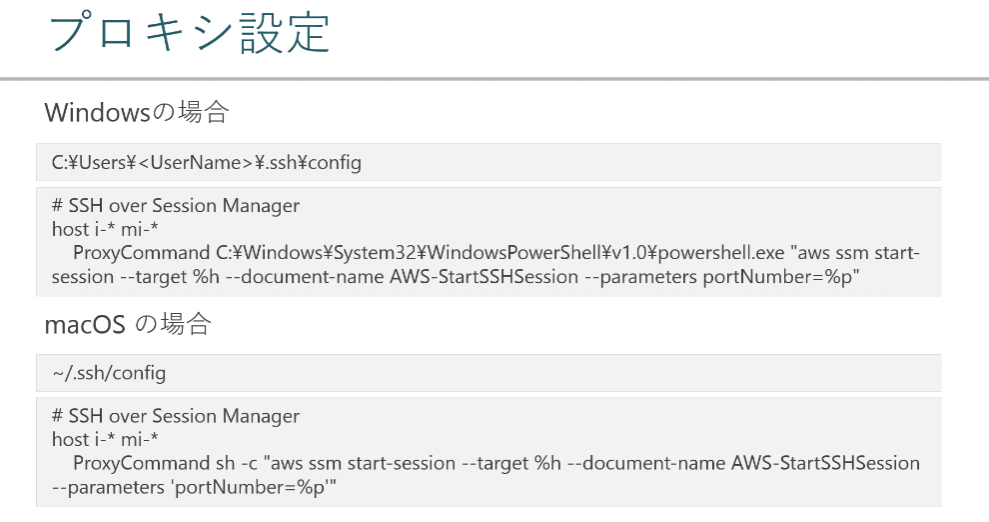 プロキシ設定
Windowsの場合
C:¥Users¥<UserName>¥.ssh¥config
# SSH over Session Manager
host i-* mi-*
ProxyCommand C:¥Windows¥System32¥WindowsPowerShell¥v1.0¥powershell.exe "aws ssm start-
session --target %h --document-name AWS-StartSSHSession --parameters portNumber=%p"
macOS の場合
~/.ssh/config
# SSH over Session Manager
host i-* mi-*
ProxyCommand sh -c "aws ssm start-session --target %h --document-name AWS-StartSSHSession
--parameters 'portNumber=%p'"